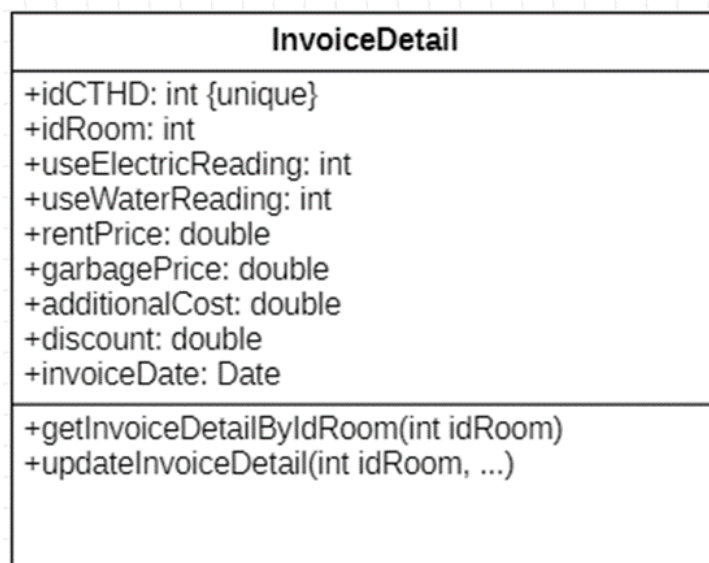 InvoiceDetail
+idCTHD: int {unique}
+idRoom: int
+useElectricReading: int
+useWaterReading: int
+rentPrice: double
+garbagePrice: double
+additionalCost: double
+discount: double
+invoiceDate: Date
+getInvoiceDetailByIdRoom(int idRoom)
+updateInvoiceDetail(int idRoom, ...)